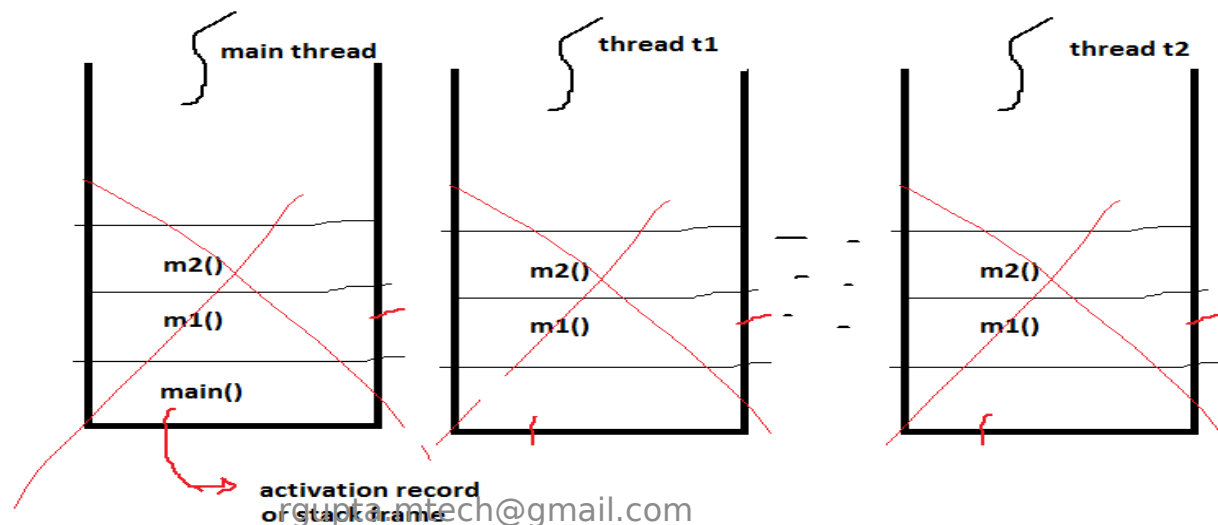 main thread
thread t1
thread t2
m2()
m2()
m2()
m1()
m1()
m1()
main()
activation record
or stack frame
rgupta.mtech@gmail.com